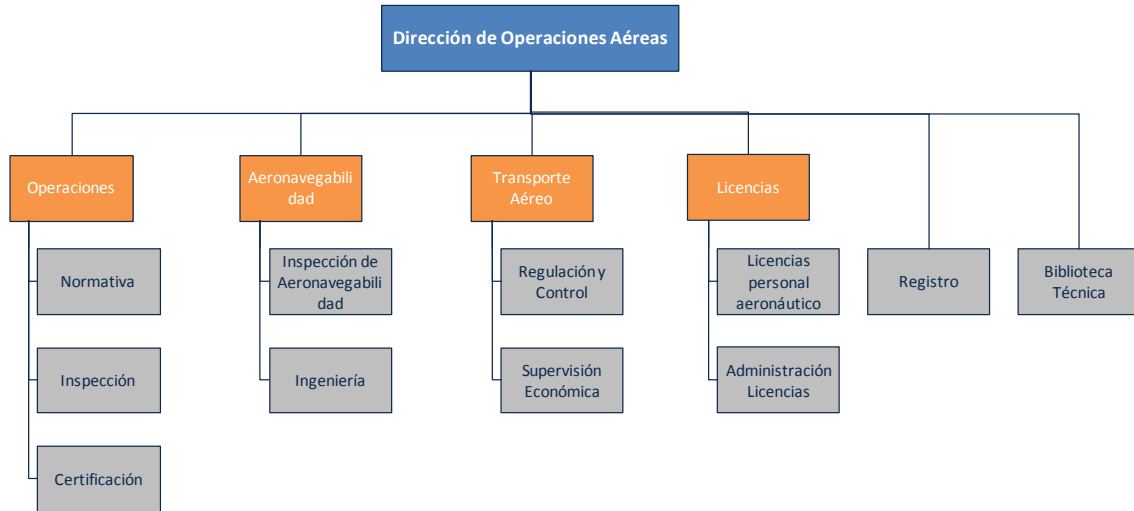 Dirección de Operaciones Aéreas
Operaciones
Aeronavegabili
dad
Transporte
Aéreo
Licencias
Normativa
Inspección de
Aeronavegabili
dad
Regulación y
Control
Licencias
personal
aeronáutico
Registro
Biblioteca
Técnica
Inspección
Ingeniería
Supervisión
Económica
Administración
Licencias
Certificación